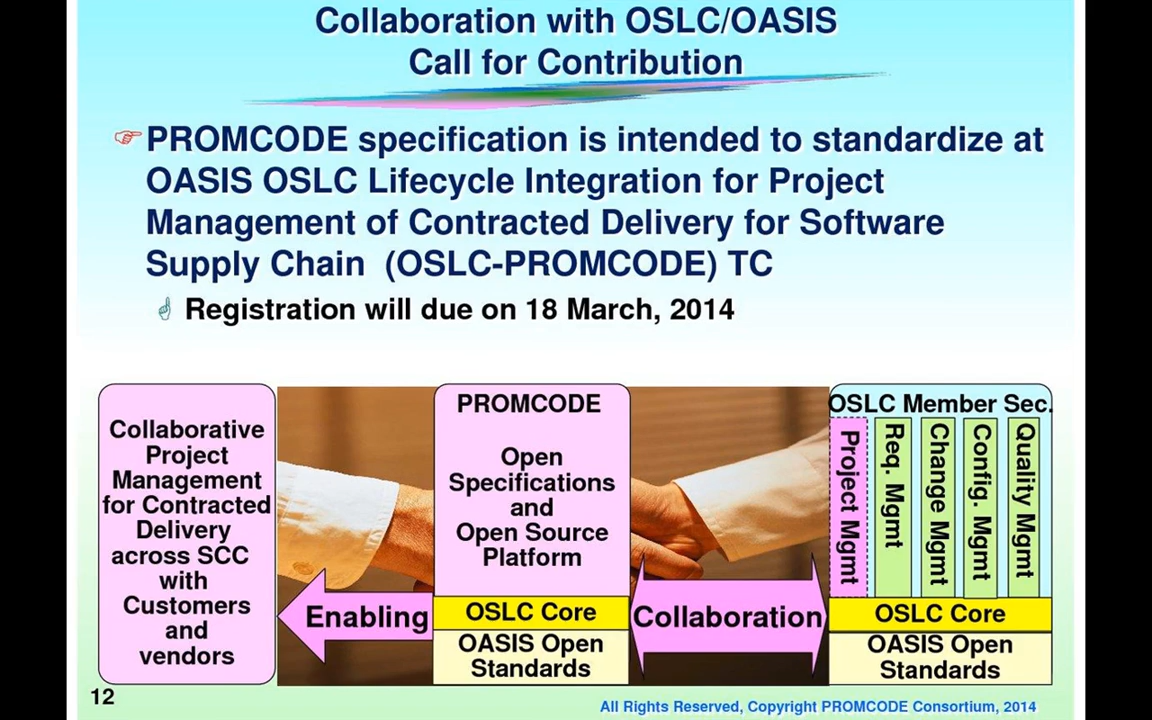 Collaboration with OSLC/OASIS
Call for Contribution
PROMCODE specification is intended to standardize at
OASIS OSLC Lifecycle Integration for Project
Management of Contracted Delivery for Software
Supply Chain (OSLC-PROMCODE) TC
Registration will due on 18 March, 2014
Collaborative
Project
Management
for Contracted
Delivery
across SCC
with
Customers
and
vendors
Enabling
PROMCODE
Open
Specifications
and
Open Source
Platform
OSLC Core
OASIS Open
Standards
Collaboration
OSLC Member Sec.
Project Mgmt
Req. Mgmt
Change Mgmt
Config. Mgmt
Quality Mgmt
OSLC Core
OASIS Open
Standards
12
All Rights Reserved, Copyright PROMCODE Consortium, 2014